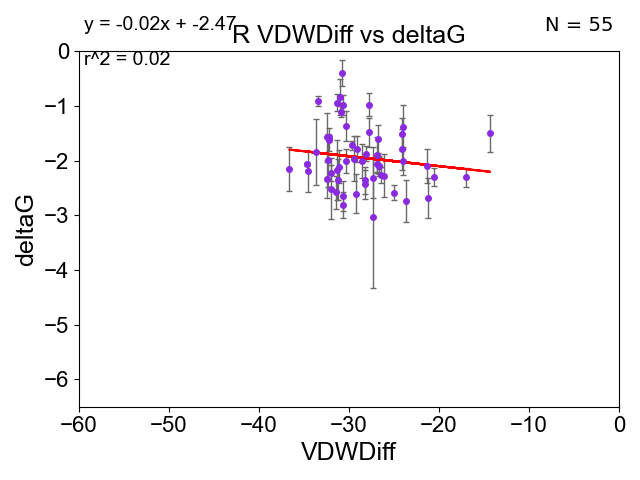 y = -0.02x + -2.47
N = 55
R VDWDiff vs deltaG
r^2 = 0.02
0
−1
−2
−3
−4
−5
−6
deltaG
−60 −50 −40 −30 −20 −10 0
VDWDiff